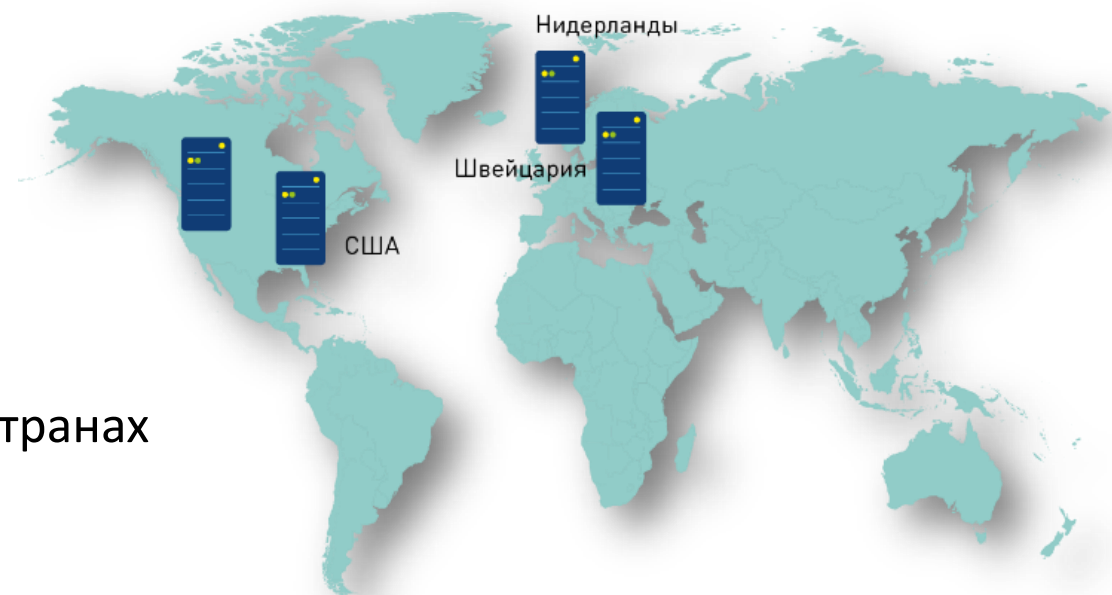 Нидерланды
Швейцария
США
транах